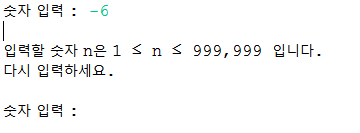 숫자 입력 : -6
입력할 숫자 n은 1 ≤ n ≤ 999,999 입니다.
다시 입력하세요.
숫자 입력 :